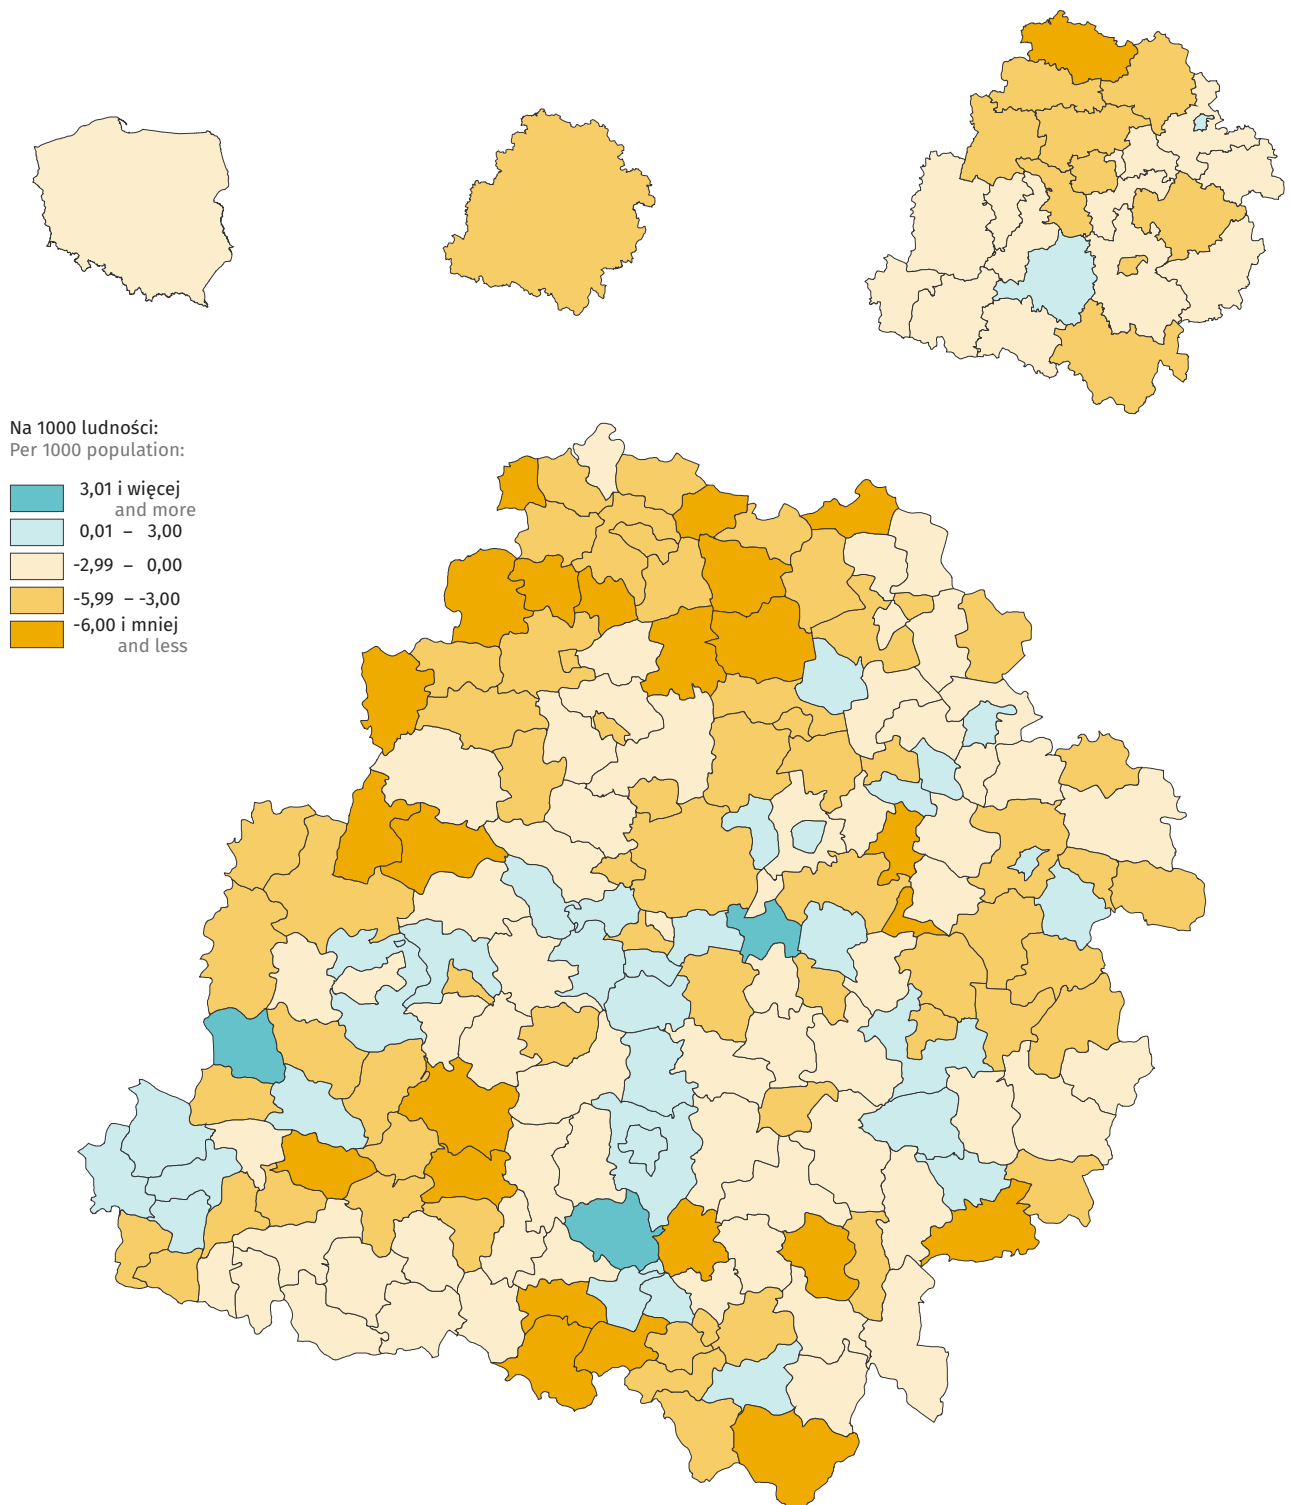 Na 1000 ludności:
Per 1000 population:
3,01 i więcej
and more
0,01 – 3,00
-2,99 – 0,00
-5,99 – -3,00
-6,00 i mniej
and less